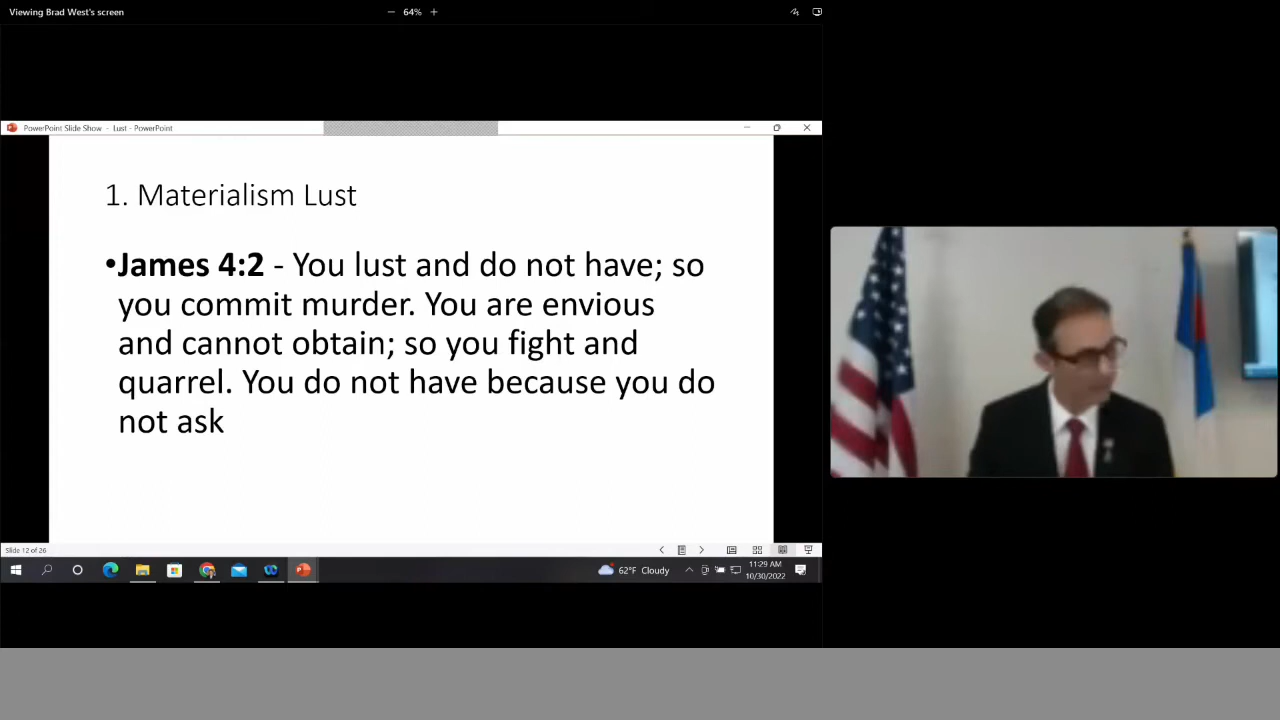 Viewing Brad West's screen
64%
PowerPoint Slide Show - Lust - PowerPoint
1. Materialism Lust
•James 4:2 - You lust and do not have; so
you commit murder. You are envious
and cannot obtain; so you fight and
quarrel. You do not have because you do
not ask
Slide 12 of 26
62°F Cloudy
11:29 AM
10/30/2022